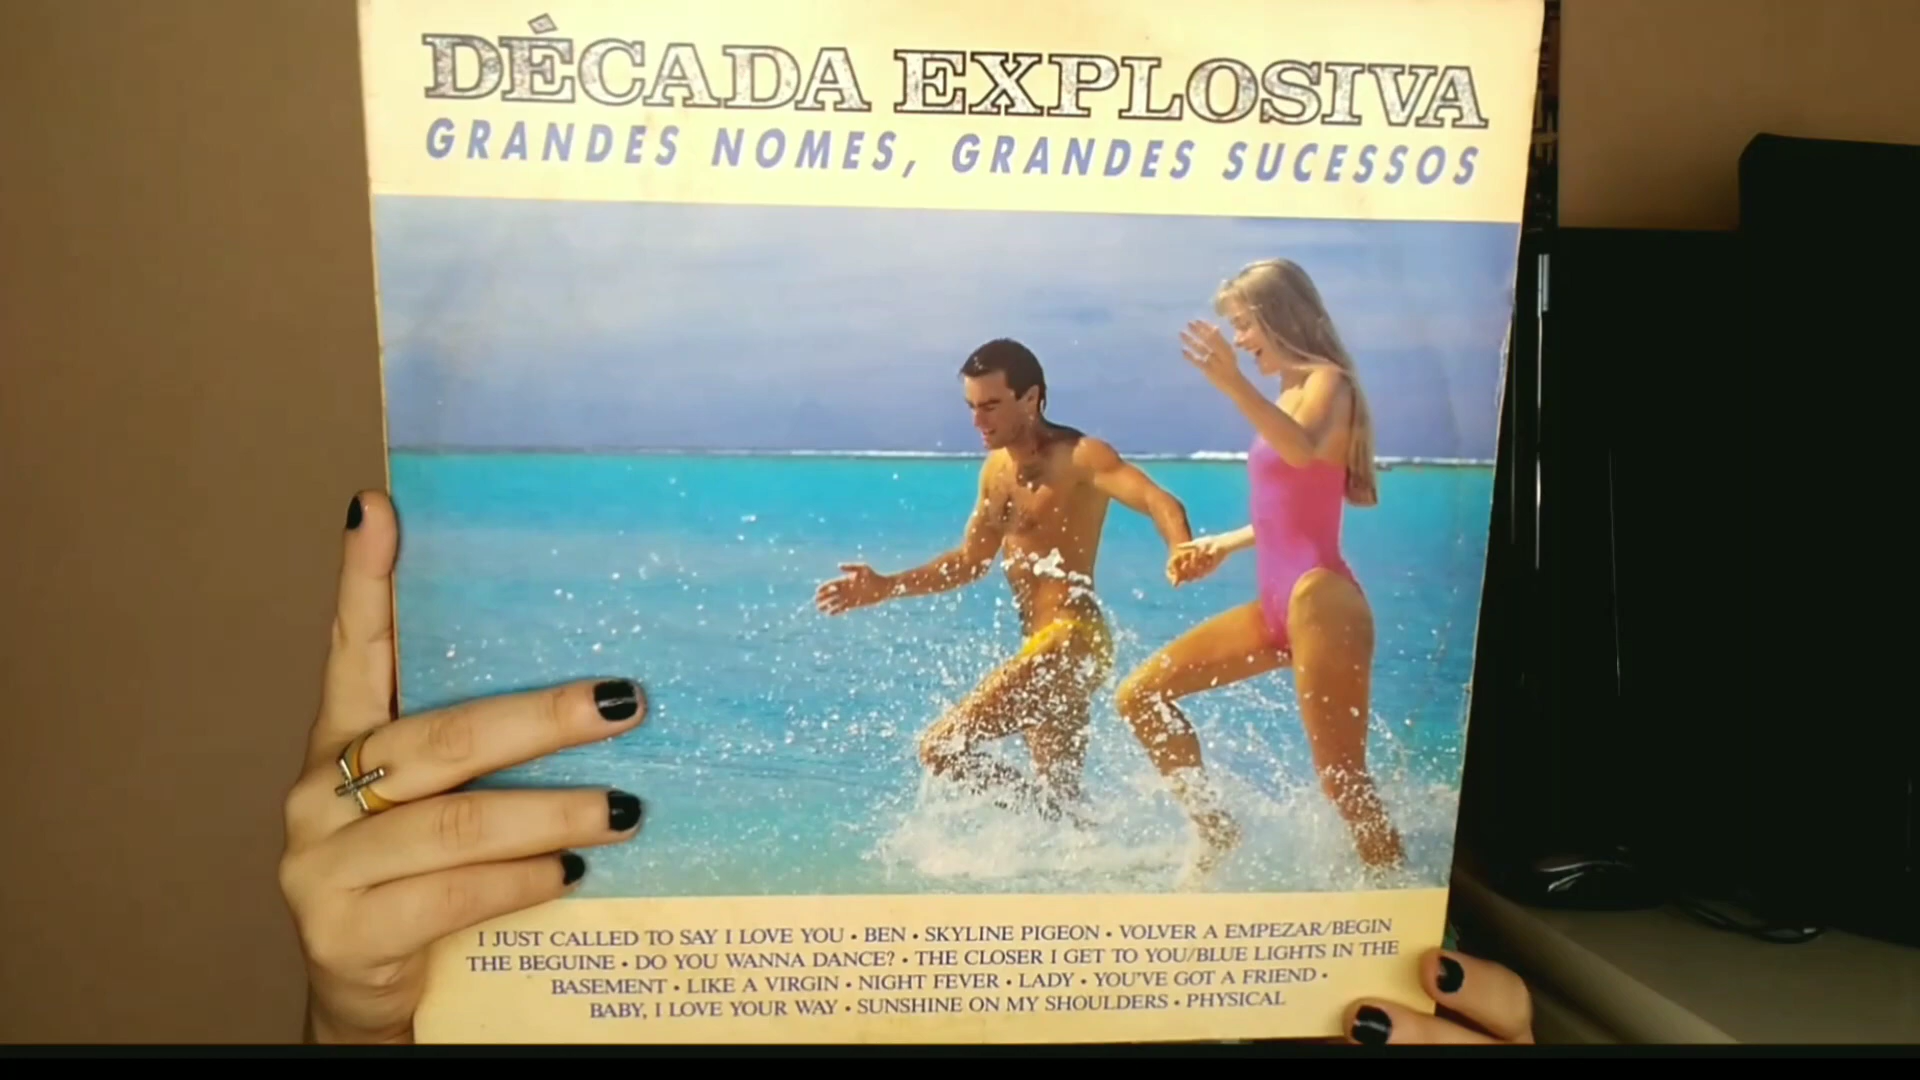 DÉCADA EXPLOSIVA
GRANDES NOMES, GRANDES SUCESSOS
I JUST CALLED TO SAY I LOVE YOU • BEN • SKYLINE PIGEON • VOLVER A EMPEZAR/BEGIN
THE BEGUINE • DO YOU WANNA DANCE? • THE CLOSER I GET TO YOU/BLUE LIGHTS IN THE
BASEMENT • LIKE A VIRGIN • NIGHT FEVER • LADY • YOU'VE GOT A FRIEND •
BABY, I LOVE YOUR WAY • SUNSHINE ON MY SHOULDERS • PHYSICAL